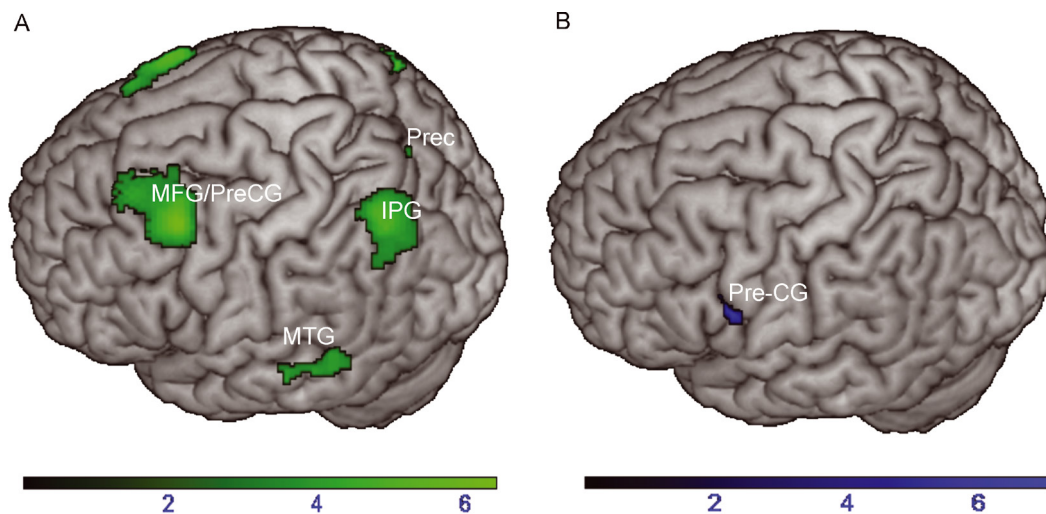 A
B
Prec
MFG/PreCG
IPG
Pre-CG
MTG
2 4 6
2 4 6